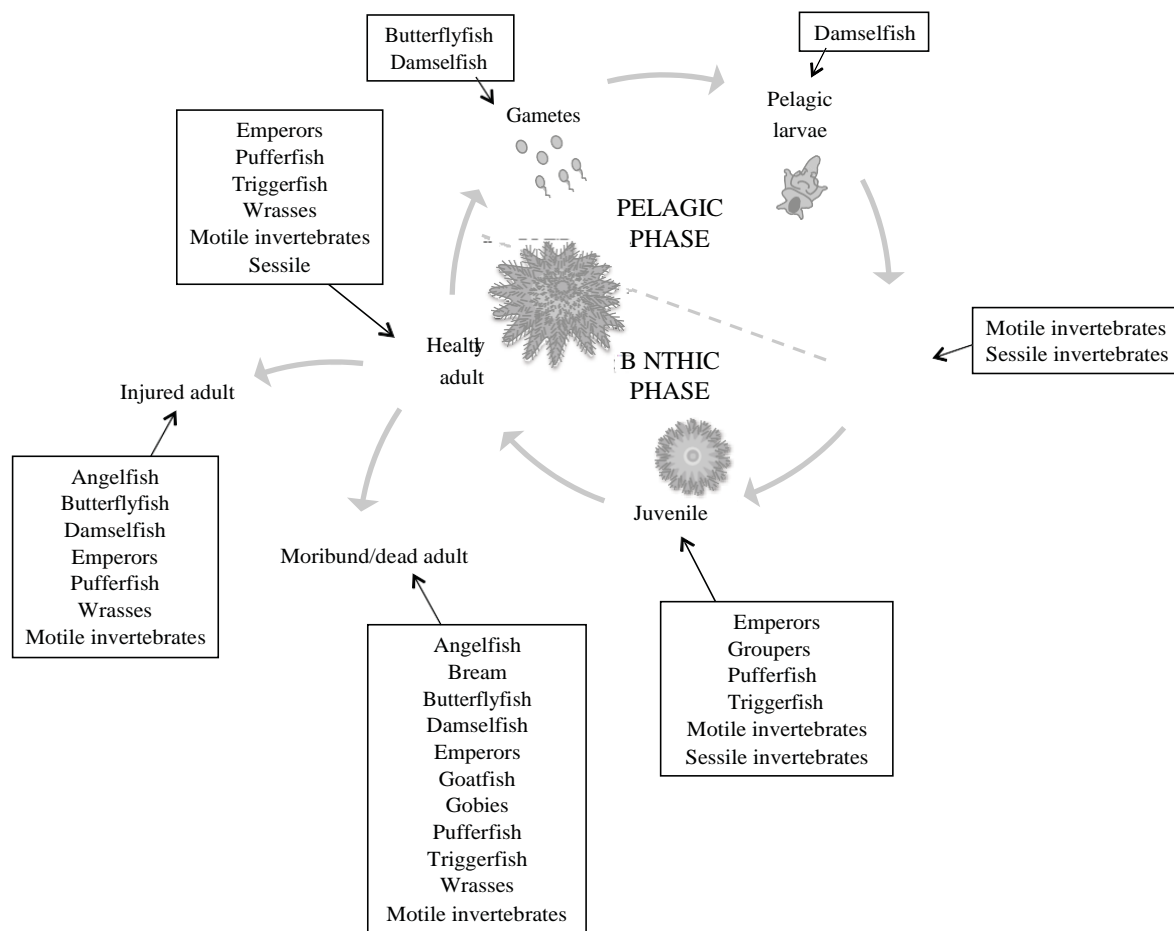 Butterflyfish
Damselfish
Damselfish
Gametes
Pelagic
larvae
Emperors
Pufferfish
Triggerfish
Wrasses
Motile invertebrates
Sessile
PELAGIC
PHASE
Motile invertebrates
Sessile invertebrates
Healty
adult
B NTHIC
PHASE
Injured adult
Angelfish
Butterflyfish
Damselfish
Emperors
Pufferfish
Wrasses
Motile invertebrates
Juvenile
Moribund/dead adult
Emperors
Groupers
Pufferfish
Triggerfish
Motile invertebrates
Sessile invertebrates
Angelfish
Bream
Butterflyfish
Damselfish
Emperors
Goatfish
Gobies
Pufferfish
Triggerfish
Wrasses
Motile invertebrates